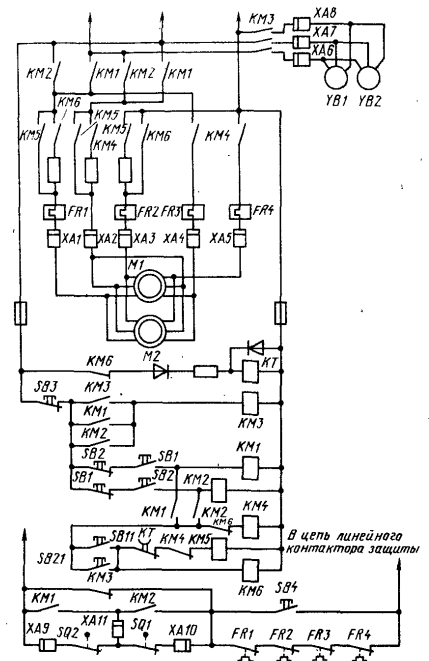 KM3
XA8
XA7
XA6
YB1 YB2
KM2 KM1 KM2 KM1
KM6
KM5 KM5 KM5 KM6 KM4
KM4
FR1 FR2 FR3 FR4
XA1 XA2 XA3 XA4 XA5
M1
M2
KM6
KT
SB3 KM3
KM3
KM1
KM2
SB2 SB1 KM1
SB1 SB2 KM2
KM1 KM2 KM6 KM4
SB11 KT KM4 KM5
SB21
KM3
KM6
В цепь линейного
контактора защиты
KM1 KM2 SB4
XA11
XA9 SQ2 SQ1 XA10 FR1 FR2 FR3 FR4